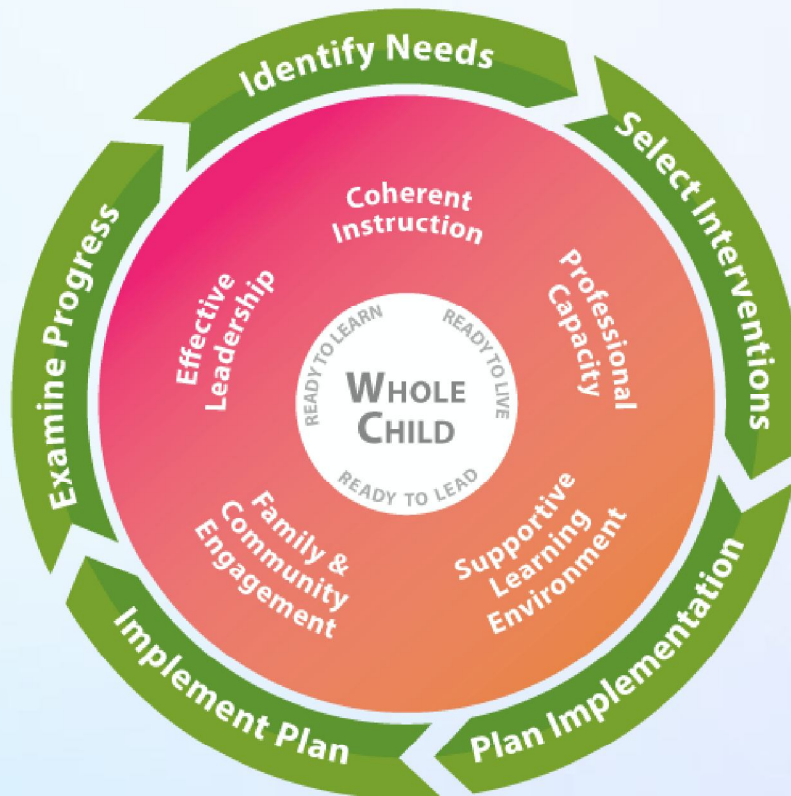 Identify Needs
Select Interventions
Plan Implementation
Implement Plan
Examine Progress
Coherent
Instruction
Professional
Capacity
Supportive
Learning
Environment
Family &
Community
Engagement
Effective
Leadership
READY TO LEARN
READY TO LIVE
READY TO LEAD
WHOLE
CHILD